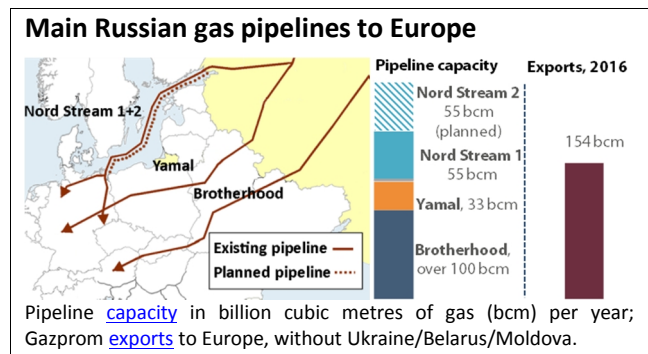 Main Russian gas pipelines to Europe
Nord Stream 1+2
Yamal
Brotherhood
Existing pipeline
Planned pipeline
Pipeline capacity
Nord Stream 2
55 bcm
(planned)
Nord Stream 1
55 bcm
Yamal, 33 bcm
Brotherhood,
over 100 bcm
Exports, 2016
154 bcm
Pipeline capacity in billion cubic metres of gas (bcm) per year;
Gazprom exports to Europe, without Ukraine/Belarus/Moldova.